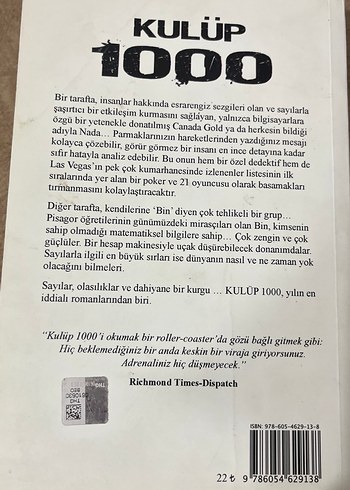 KULÜP
1000
Bir tarafta, insanlar hakkında esrarengiz sezgileri olan ve sayılarla
şaşırtıcı bir etkileşim kurmasını sağlayan, yalnızca bilgisayarlara
özgü bir yetenekle donatılmış Canada Gold ya da herkesin bildiği
adıyla Nada... Parmaklarınızın hareketlerinden yazdığınız mesajı
kolayca çözebilir, görür görmez bir insanı en ince detayına kadar
sıfır hatayla analiz edebilir. Bu onun hem bir özel dedektif hem de
Las Vegas'ın pek çok kumarhanesinde izlenenler listesinin ilk
sıralarında yer alan bir poker ve 21 oyuncusu olarak basamakları
tırmanmasını kolaylaştıracaktır.
Diğer tarafta, kendilerine 'Bin' diyen çok tehlikeli bir grup...
Pisagor öğretilerinin günümüzdeki mirasçıları olan Bin, kimsenin
sahip olmadığı matematiksel bilgilere sahip... Çok zengin ve çok
güçlüler. Bir hesap makinesiyle uçak düşürebilecek donanımdalar.
Sayılarla ilgili en büyük sırları ise dünyanın nasıl ve ne zaman yok
olacağını bilmeleri.
Sayılar, olasılıklar ve dahiyane bir kurgu ... KULÜP 1000, yılın en
iddialı romanlarından biri.
"Kulüp 1000'i okumak bir roller-coaster'da gözü bağlı gitmek gibi:
Hiç beklemediğiniz bir anda keskin bir viraja giriyorsunuz.
Adrenaliniz hiç düşmeyecek."
Richmond Times-Dispatch
ISBN: 978-605-4629-13-8
22 ₺
9 786054 629138